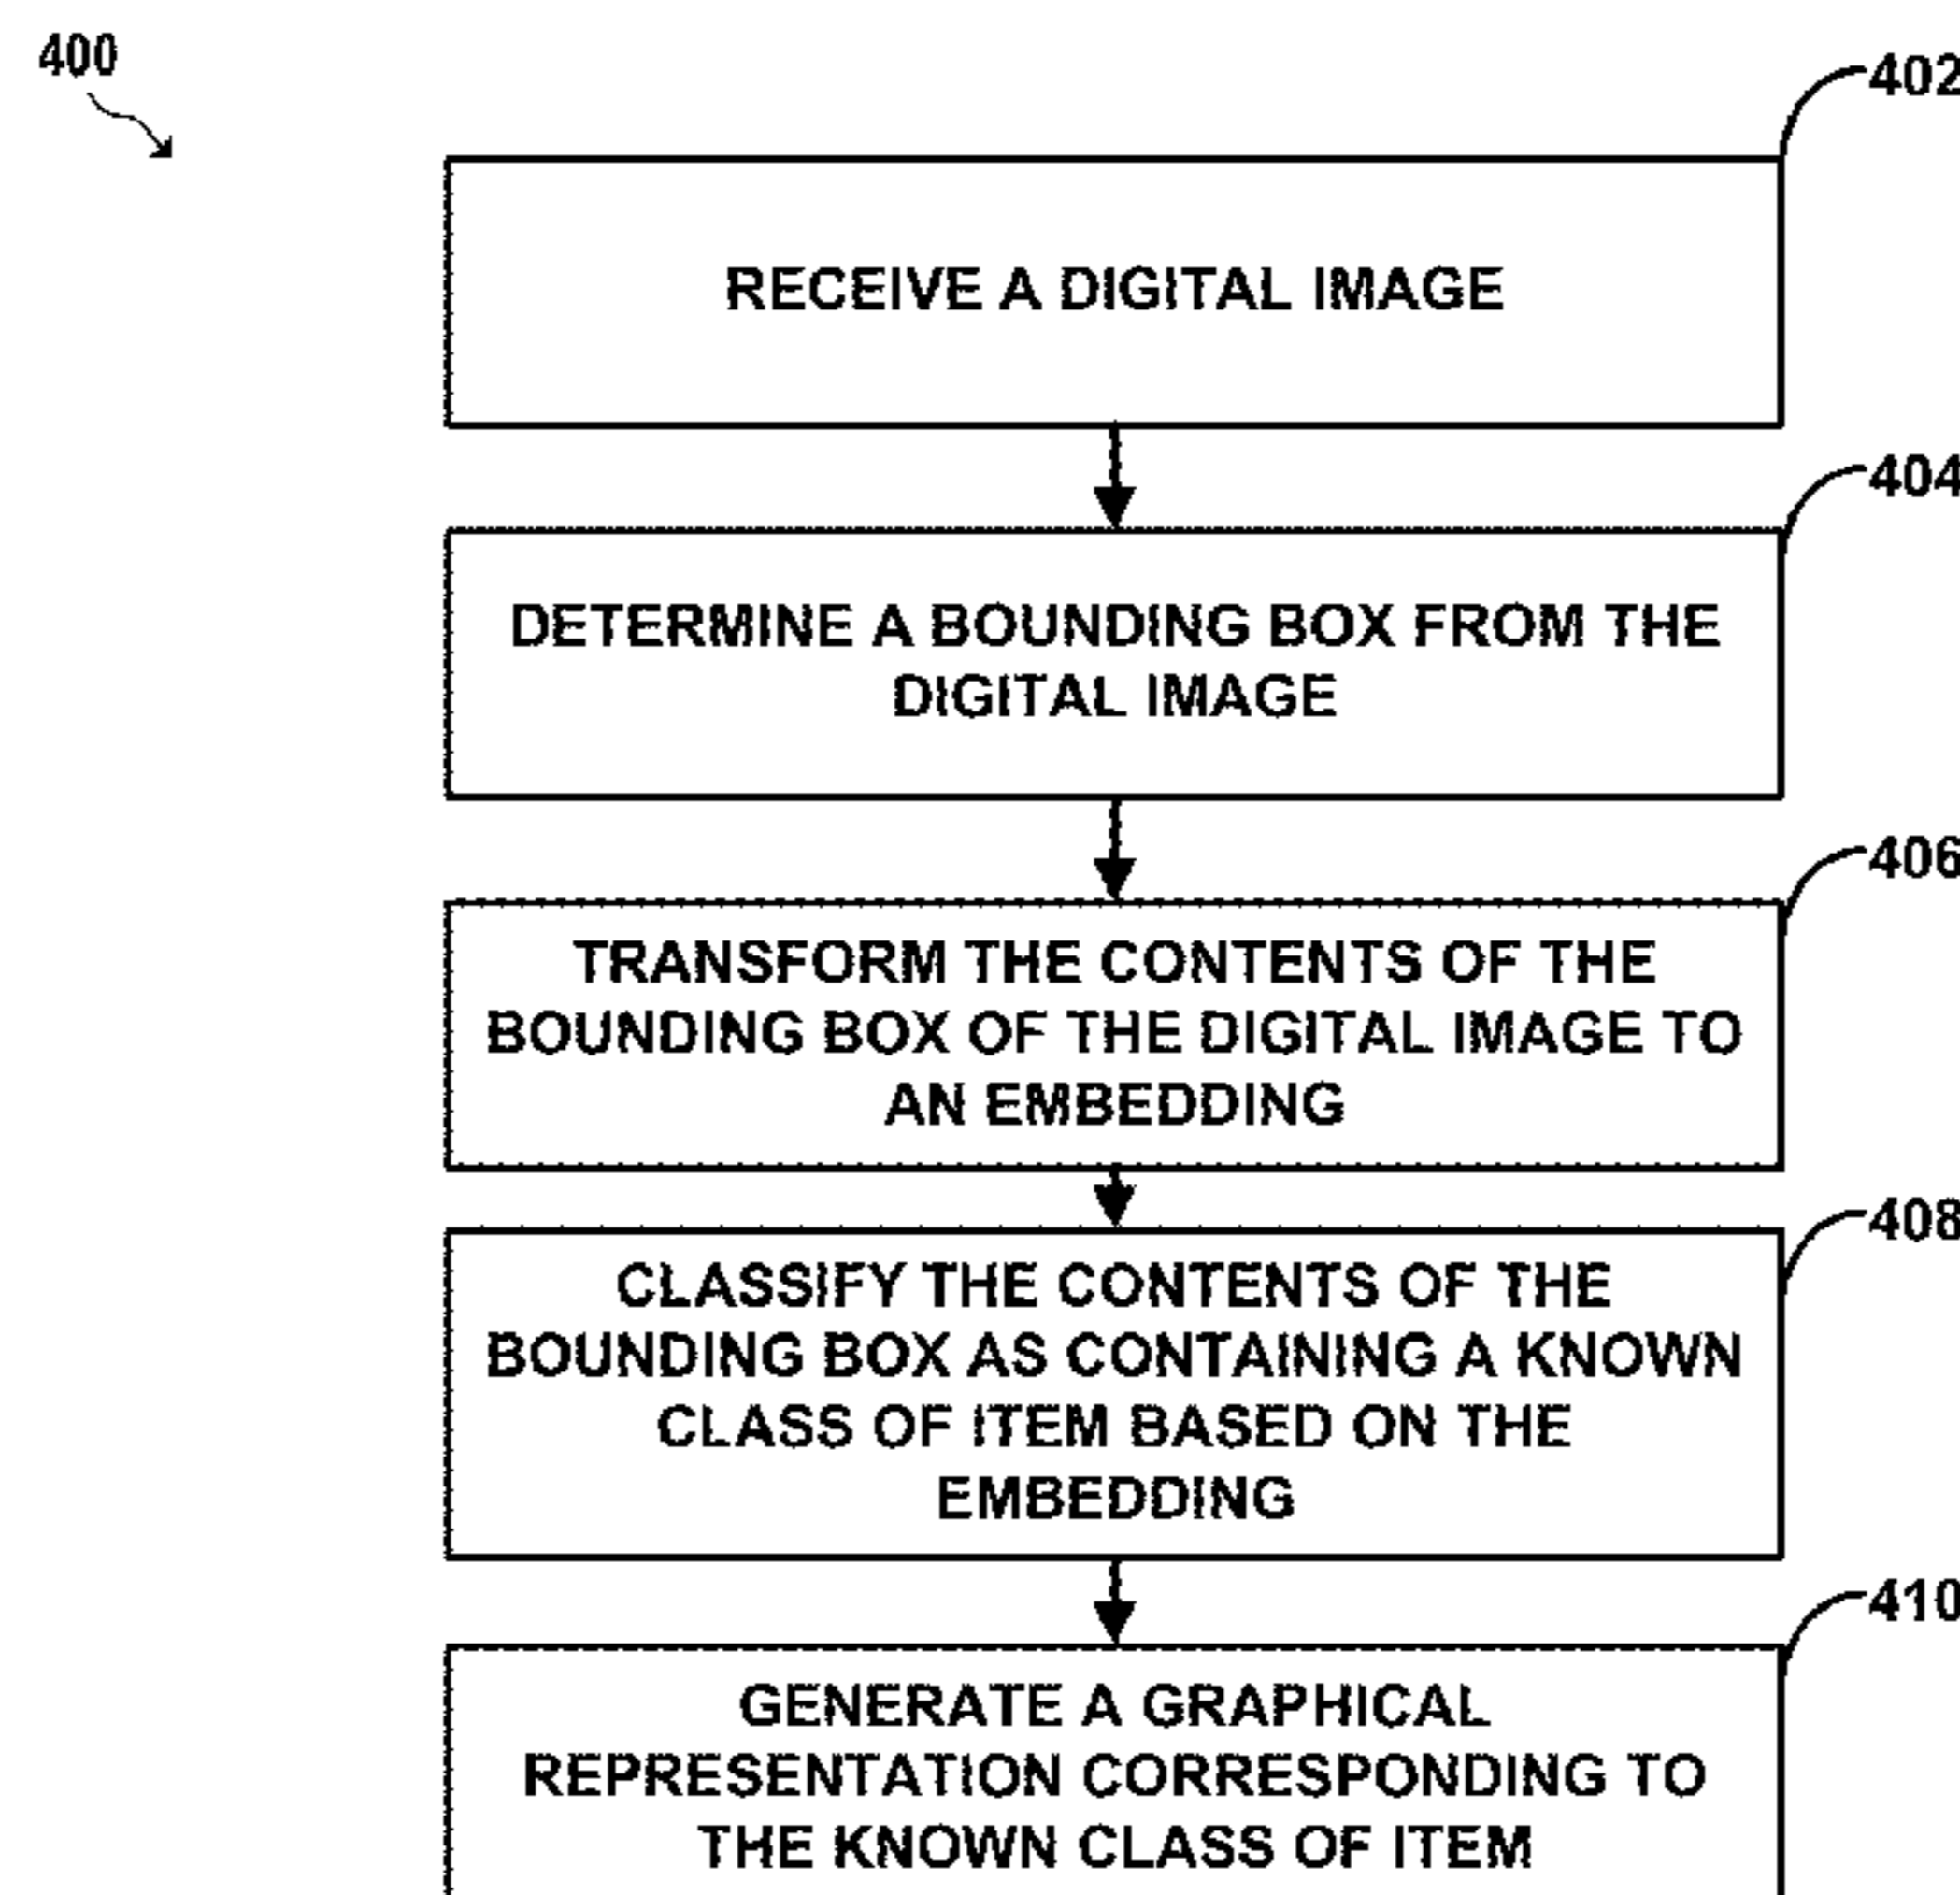 400
402
RECEIVE A DIGITAL IMAGE
404
DETERMINE A BOUNDING BOX FROM THE
DIGITAL IMAGE
406
TRANSFORM THE CONTENTS OF THE
BOUNDING BOX OF THE DIGITAL IMAGE TO
AN EMBEDDING
408
CLASSIFY THE CONTENTS OF THE
BOUNDING BOX AS CONTAINING A KNOWN
CLASS OF ITEM BASED ON THE
EMBEDDING
410
GENERATE A GRAPHICAL
REPRESENTATION CORRESPONDING TO
THE KNOWN CLASS OF ITEM